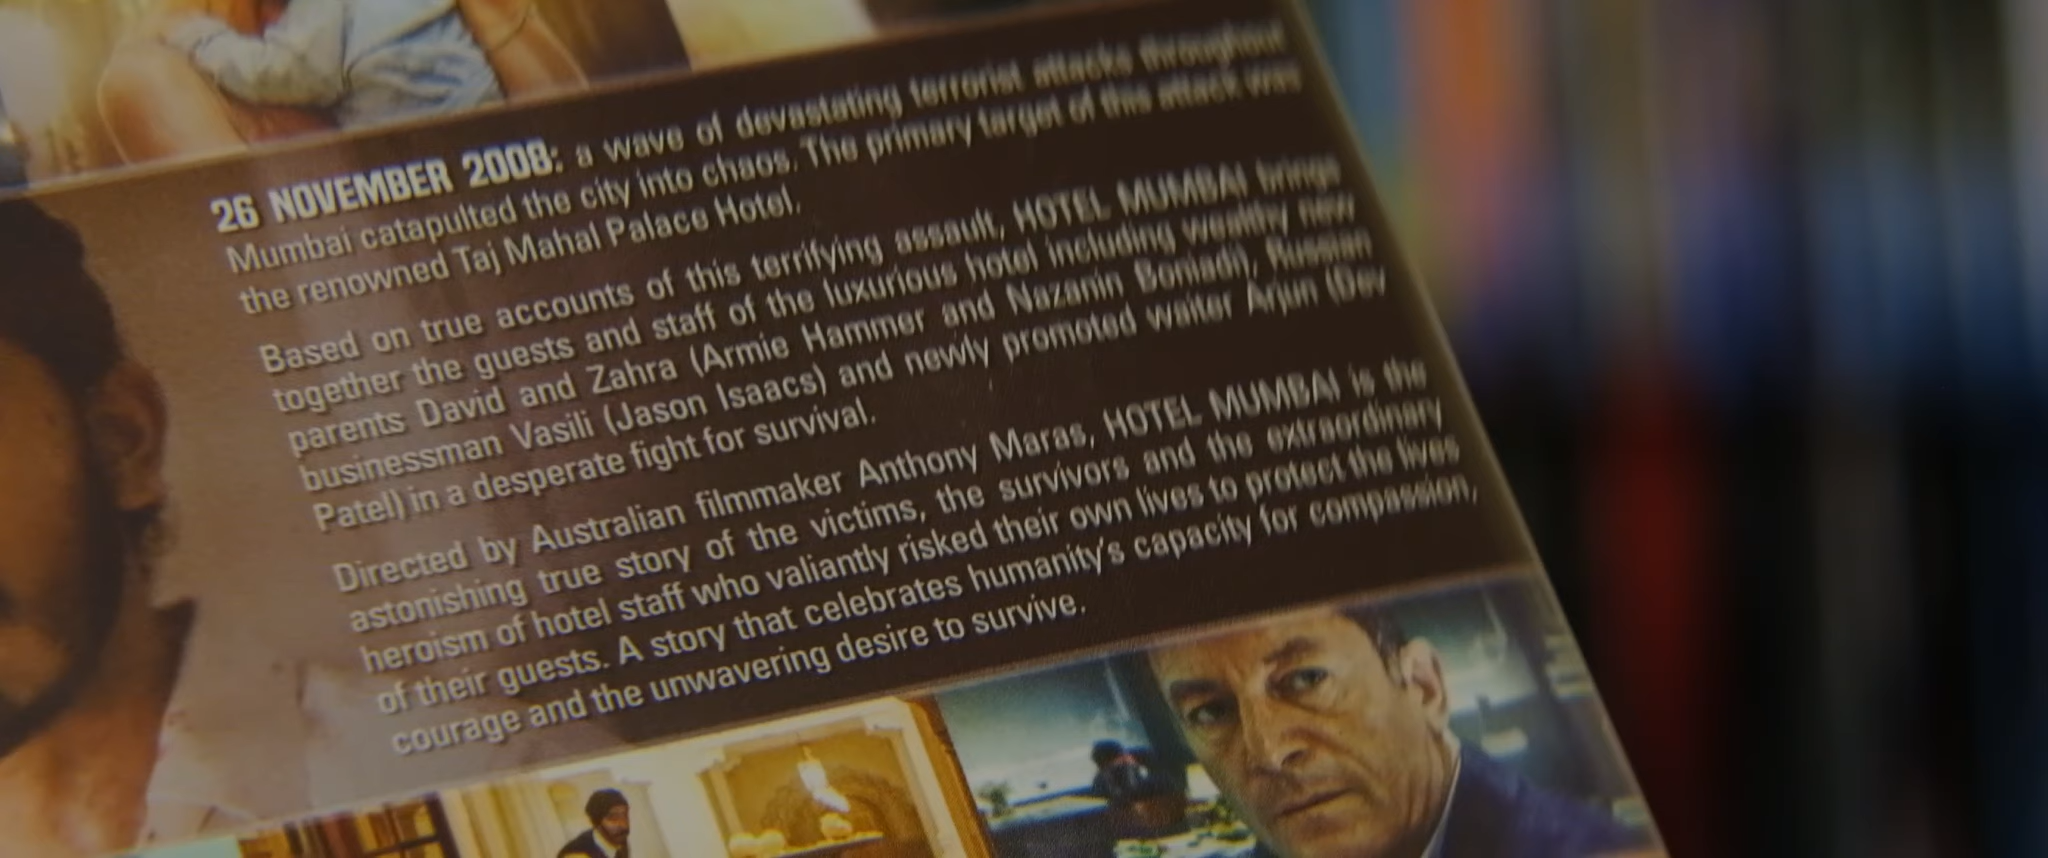 26 NOVEMBER 2008: a wave of devastating terrorist attacks throughout
Mumbai catapulted the city into chaos. The primary target of the attack was
the renowned Taj Mahal Palace Hotel.
Based on true accounts of this terrifying assault, HOTEL MUMBAI brings
together the guests and staff of the luxurious hotel including wealthy new
parents David and Zahra (Armie Hammer and Nazanin Boniadi), Russian
businessman Vasili (Jason Isaacs) and newly promoted waiter Arjun (Dev
Patel) in a desperate fight for survival.
Directed by Australian filmmaker Anthony Maras, HOTEL MUMBAI is the
astonishing true story of the victims, the survivors and the extraordinary
heroism of hotel staff who valiantly risked their own lives to protect the lives
of their guests. A story that celebrates humanity's capacity for compassion,
courage and the unwavering desire to survive.